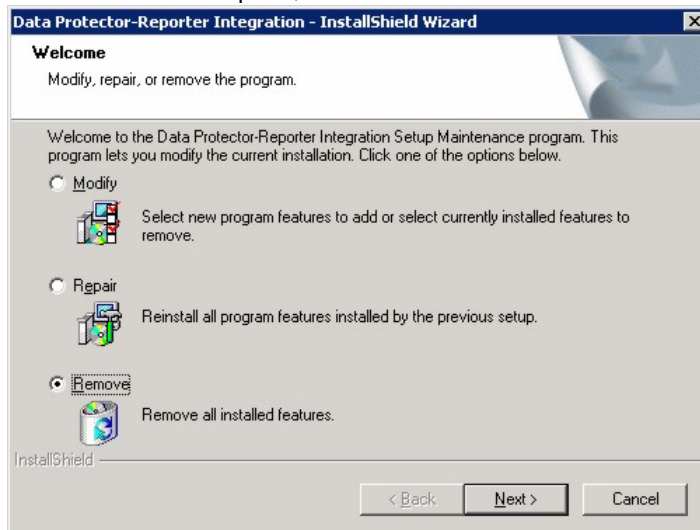 Data Protector-Reporter Integration - InstallShield Wizard
Welcome
Modify, repair, or remove the program.
Welcome to the Data Protector-Reporter Integration Setup Maintenance program. This
program lets you modify the current installation. Click one of the options below.
Modify
Select new program features to add or select currently installed features to
remove.
Repair
Reinstall all program features installed by the previous setup.
Remove
Remove all installed features.
InstallShield
< Back
Next >
Cancel